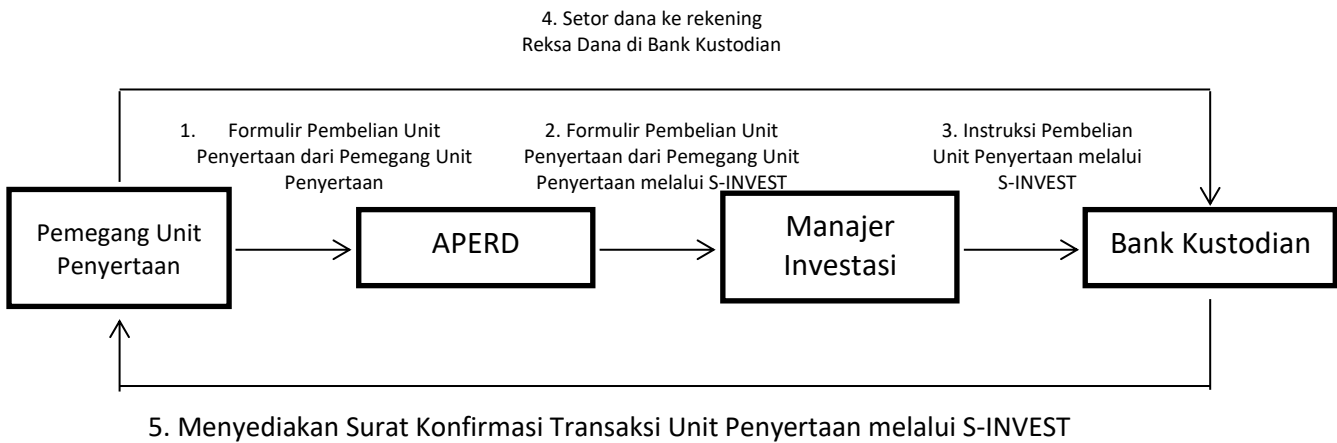 4. Setor dana ke rekening
Reksa Dana di Bank Kustodian
1. Formulir Pembelian Unit
Penyertaan dari Pemegang Unit
Penyertaan
2. Formulir Pembelian Unit
Penyertaan dari Pemegang Unit
Penyertaan melalui S-INVEST
3. Instruksi Pembelian
Unit Penyertaan melalui
S-INVEST
Pemegang Unit
Penyertaan
APERD
Manajer
Investasi
Bank Kustodian
5. Menyediakan Surat Konfirmasi Transaksi Unit Penyertaan melalui S-INVEST